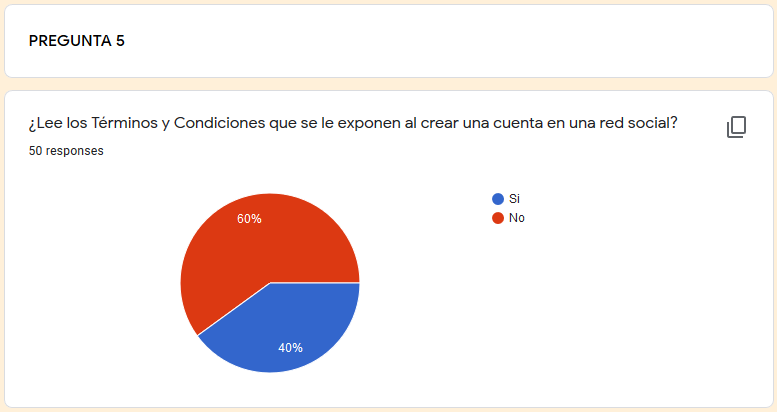 PREGUNTA 5
¿Lee los Términos y Condiciones que se le exponen al crear una cuenta en una red social?
50 responses
60%
40%
Si
No